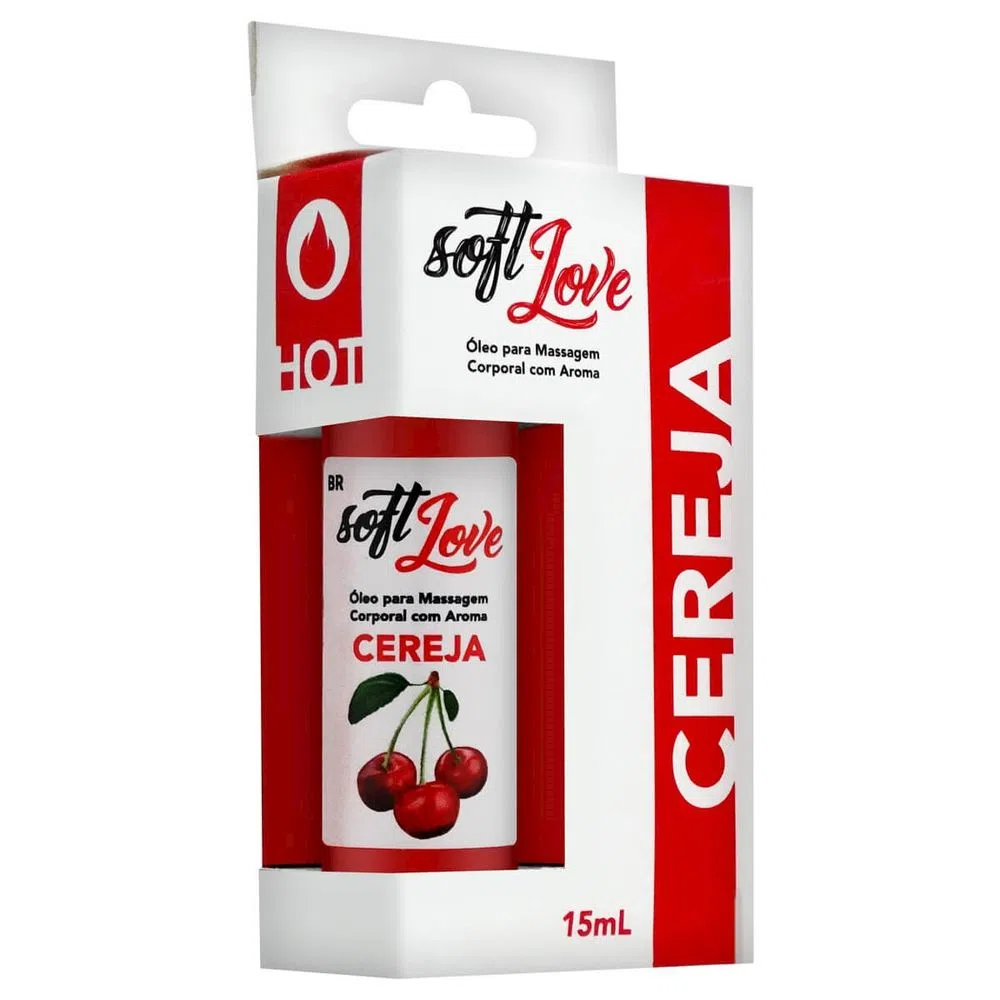 HOT
soft Love
Óleo para Massagem
Corporal com Aroma
CEREJA
BR
soft Love
Óleo para Massagem
Corporal com Aroma
CEREJA
15mL